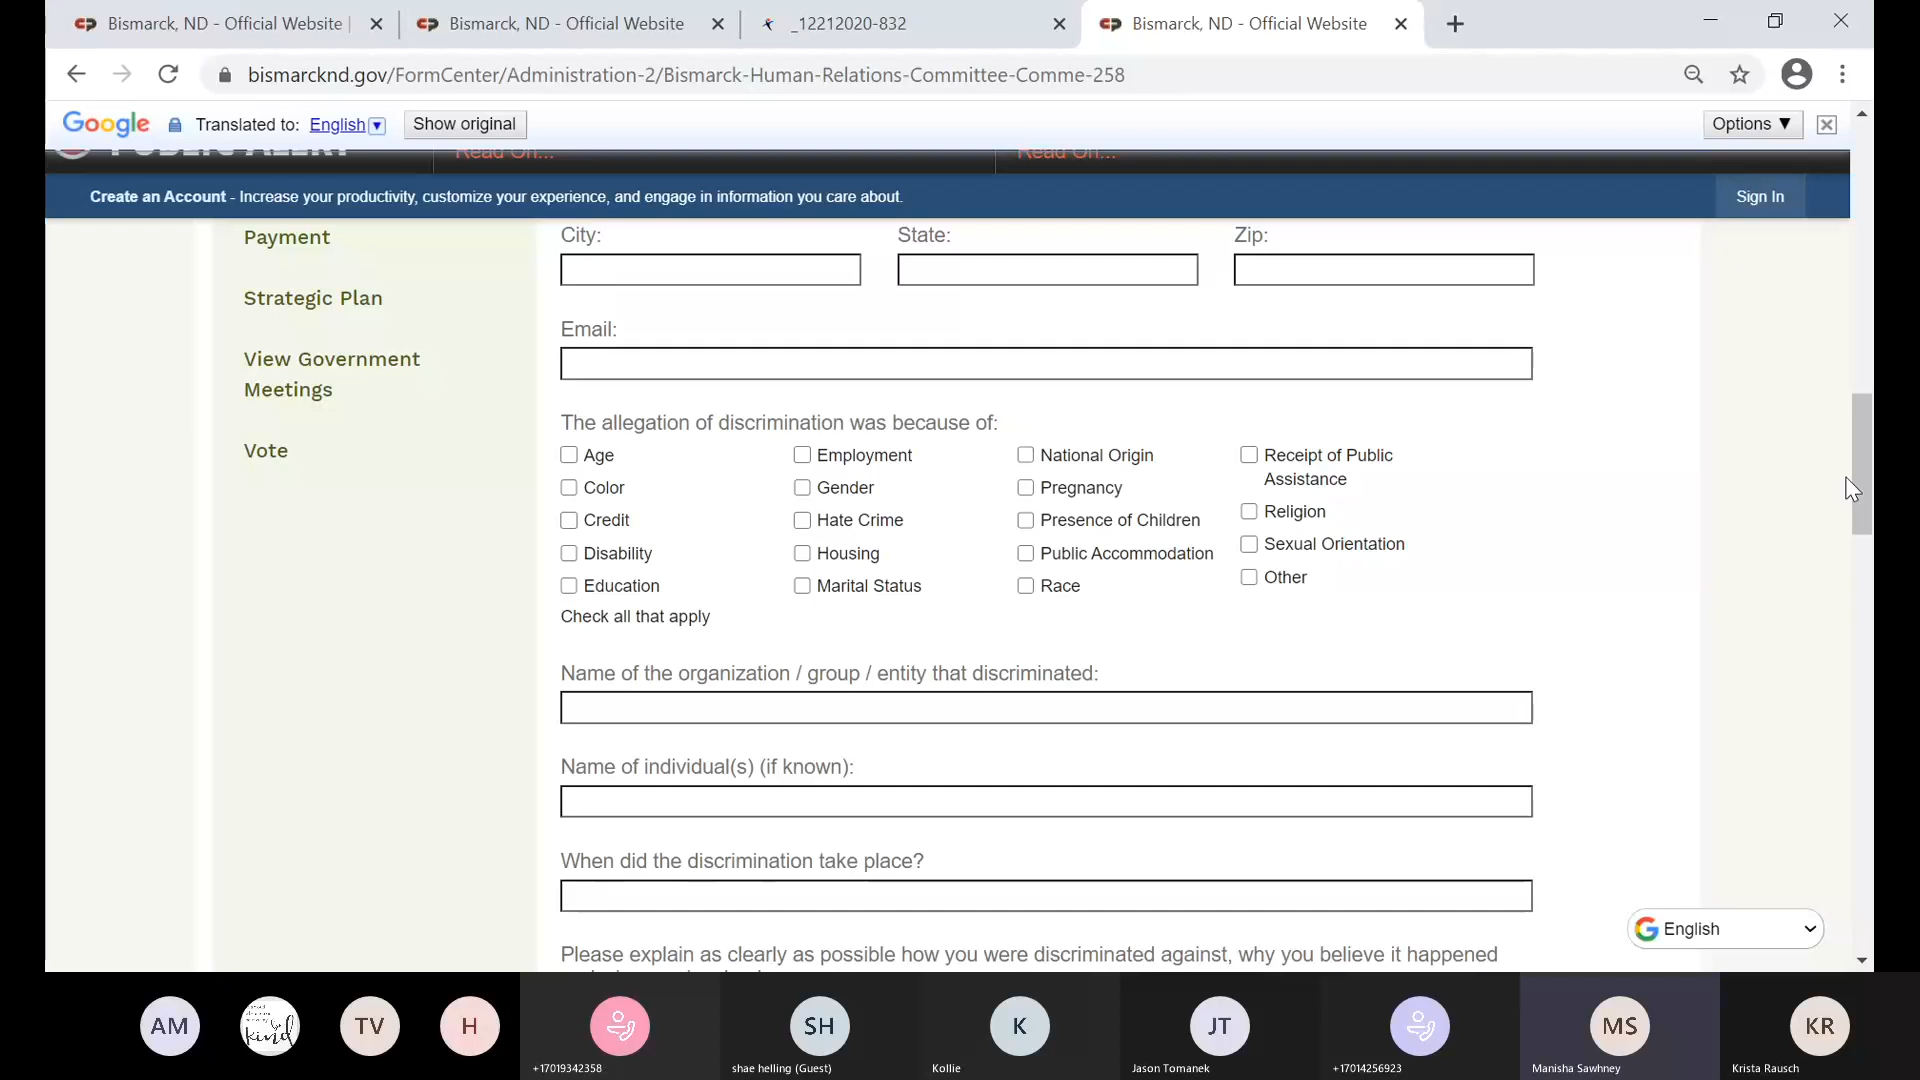 Bismarck, ND - Official Website |
Bismarck, ND - Official Website
_12212020-832
Bismarck, ND - Official Website
bismarcknd.gov/FormCenter/Administration-2/Bismarck-Human-Relations-Committee-Comme-258
Google Translated to: English Show original Options ▼
PUBLIC ALERT Read On... Read On...
Create an Account - Increase your productivity, customize your experience, and engage in information you care about. Sign In
Payment
Strategic Plan
View Government
Meetings
Vote
City: State: Zip:
Email:
The allegation of discrimination was because of:
Age Employment National Origin Receipt of Public
Assistance
Color Gender Pregnancy
Religion
Credit Hate Crime Presence of Children
Sexual Orientation
Disability Housing Public Accommodation
Other
Education Marital Status Race
Check all that apply
Name of the organization / group / entity that discriminated:
Name of individual(s) (if known):
When did the discrimination take place?
English
Please explain as clearly as possible how you were discriminated against, why you believe it happened
AM kind TV H SH K JT MS KR
+17019342358 shae helling (Guest) Kollie Jason Tomanek +17014256923 Manisha Sawhney Krista Rausch